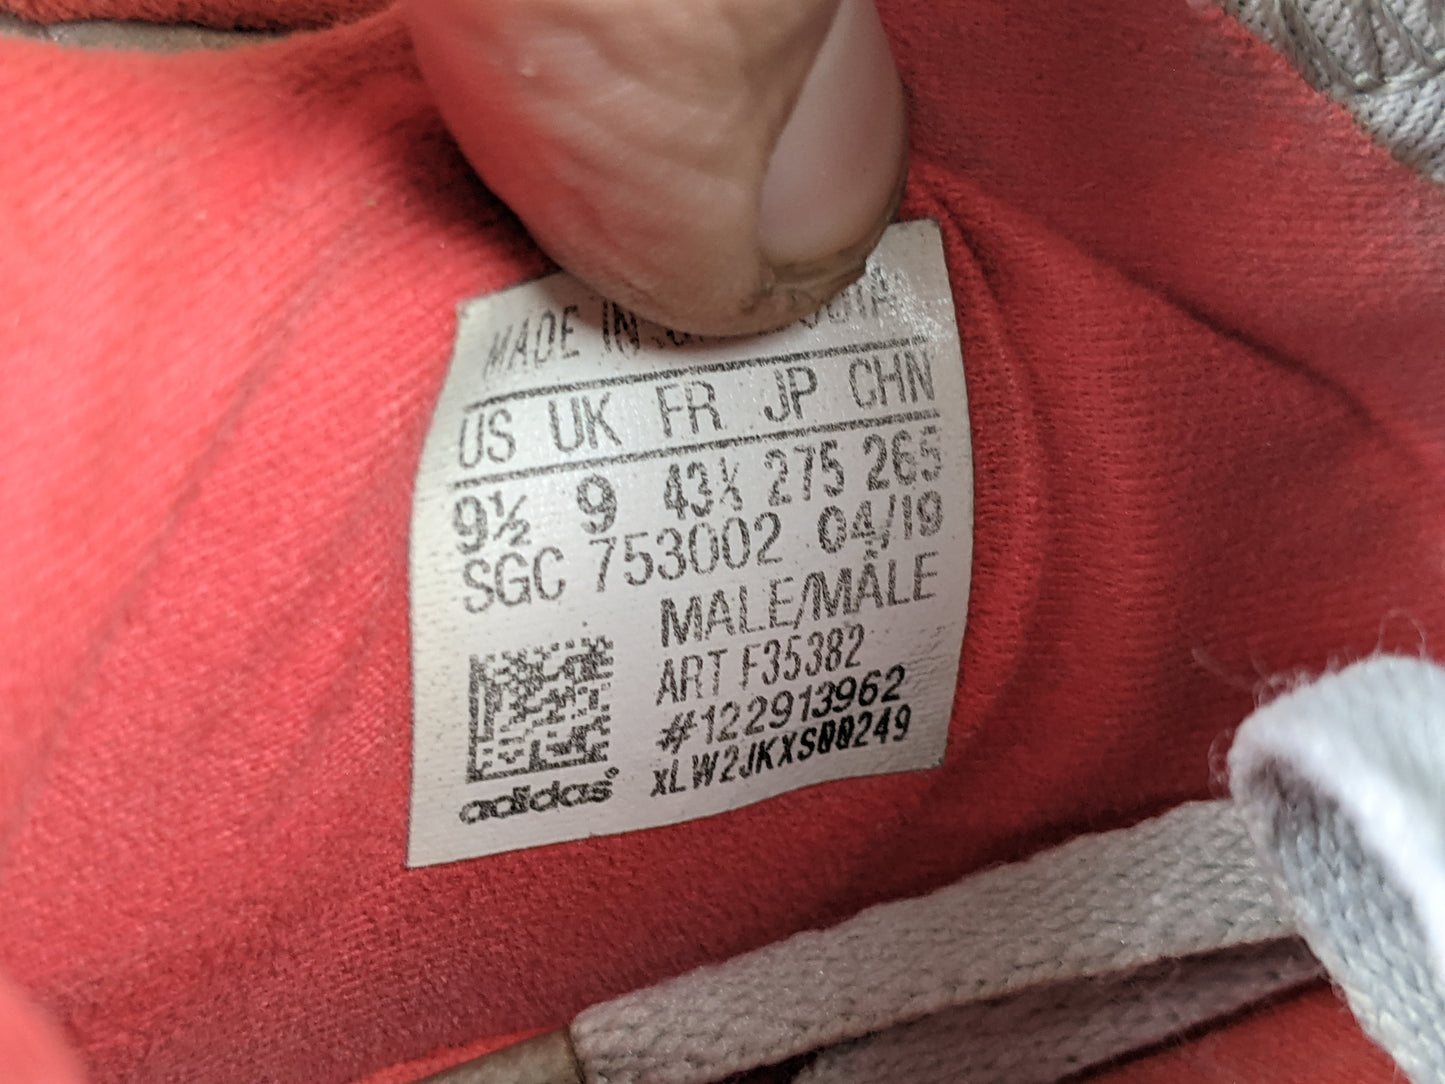 MADE IN
US UK FR JP CHN
9½ 9 43⅓ 275 265
SGC 753002 04/19
MALE/MÂLE
ART F35382
#122913962
xLW2JKXS00249
adidas